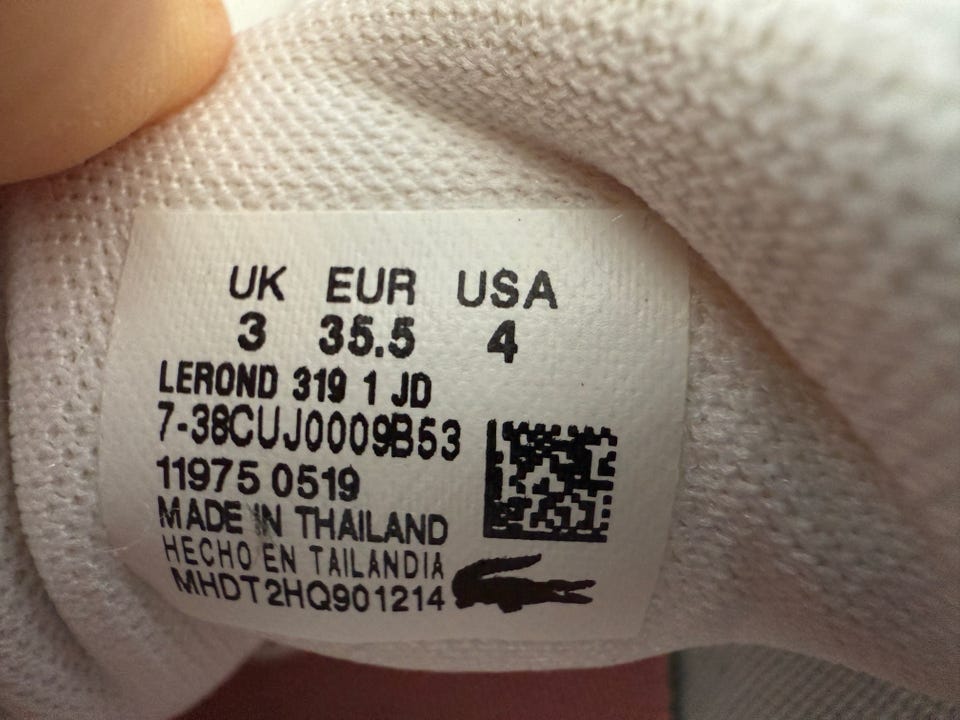 UK EUR USA
3 35.5 4
LEROND 319 1 JD
7-38CUJ0009B53
11975 0519
MADE IN THAILAND
HECHO EN TAILANDIA
MHDT2HQ901214